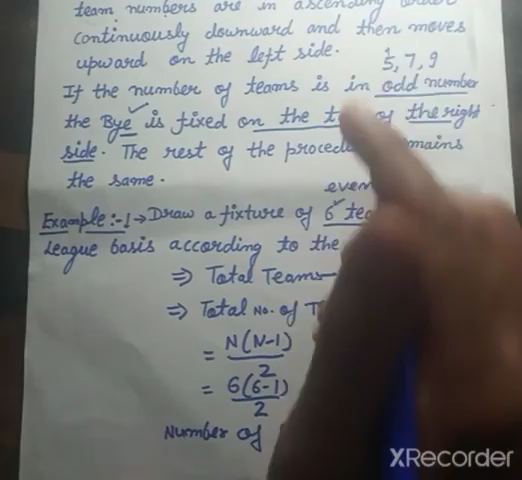 team numbers are in ascending order
continuously downward and then moves
upward on the left side.
5, 7, 9
If the number of teams is in odd number
the Bye is fixed on the of the right
side. The rest of the
the same.
even
Example:-1→ Draw a fixture of 6
League basis according to the
⇒ Total Teams
⇒ Total No. of
= N(N-1)/2
= 6(6-1)/2
Number of
XRecorder